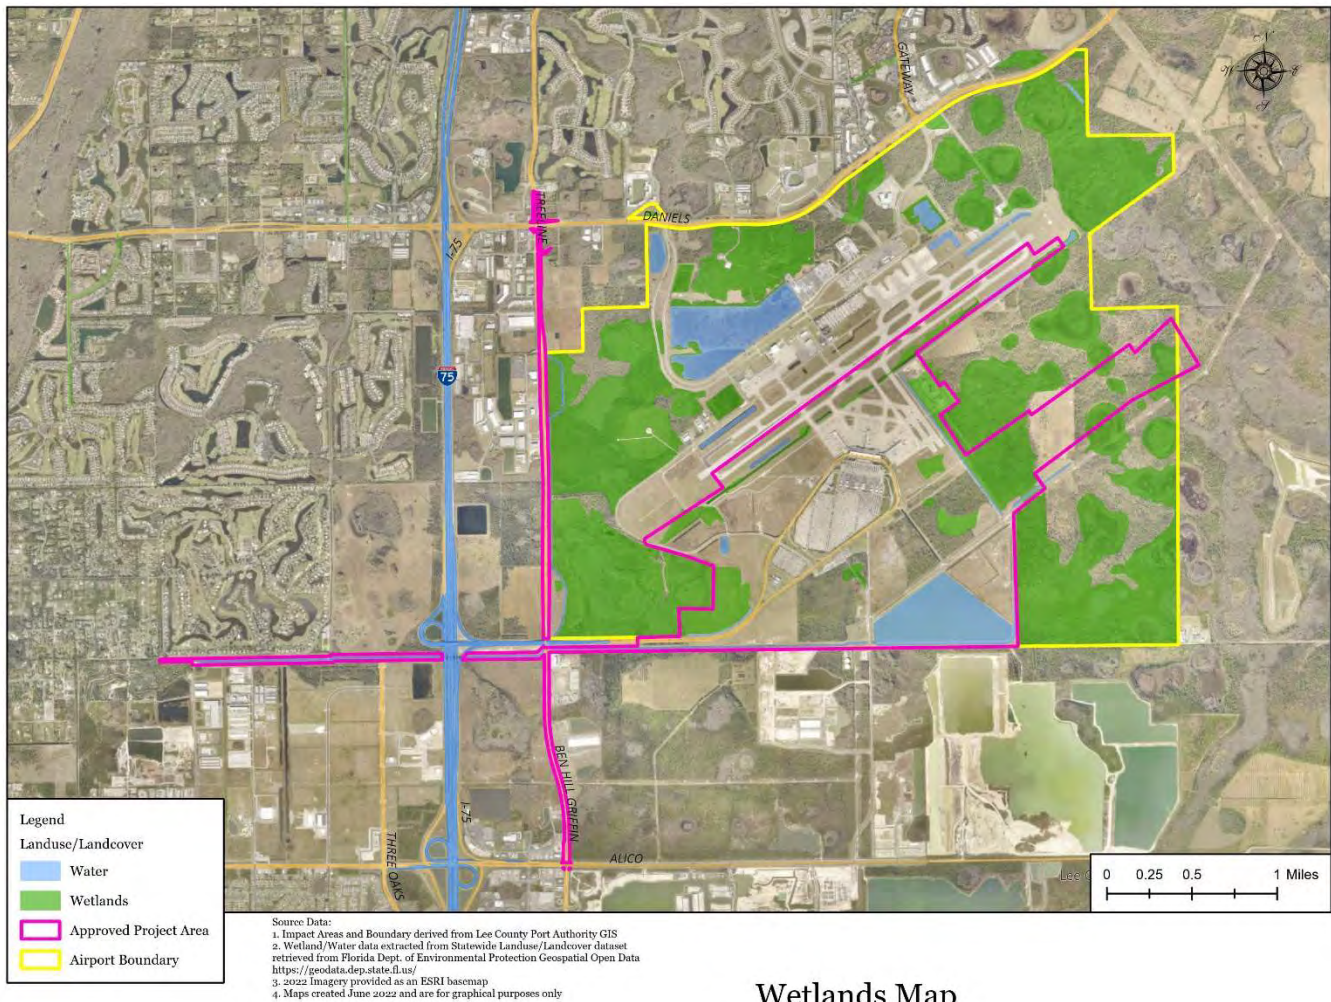 GATEWAY
N
W
E
S
TREELINE
DANIELS
I-75
75
BEN HILL GRIFFIN
I-75
THREE OAKS
ALICO
Lee C
0 0.25 0.5 1 Miles
Legend
Landuse/Landcover
Water
Wetlands
Approved Project Area
Airport Boundary
Source Data:
1. Impact Areas and Boundary derived from Lee County Port Authority GIS
2. Wetland/Water data extracted from Statewide Landuse/Landcover dataset
retrieved from Florida Dept. of Environmental Protection Geospatial Open Data
https://geodata.dep.state.fl.us/
3. 2022 Imagery provided as an ESRI basemap
4. Maps created June 2022 and are for graphical purposes only
Wetlands Map